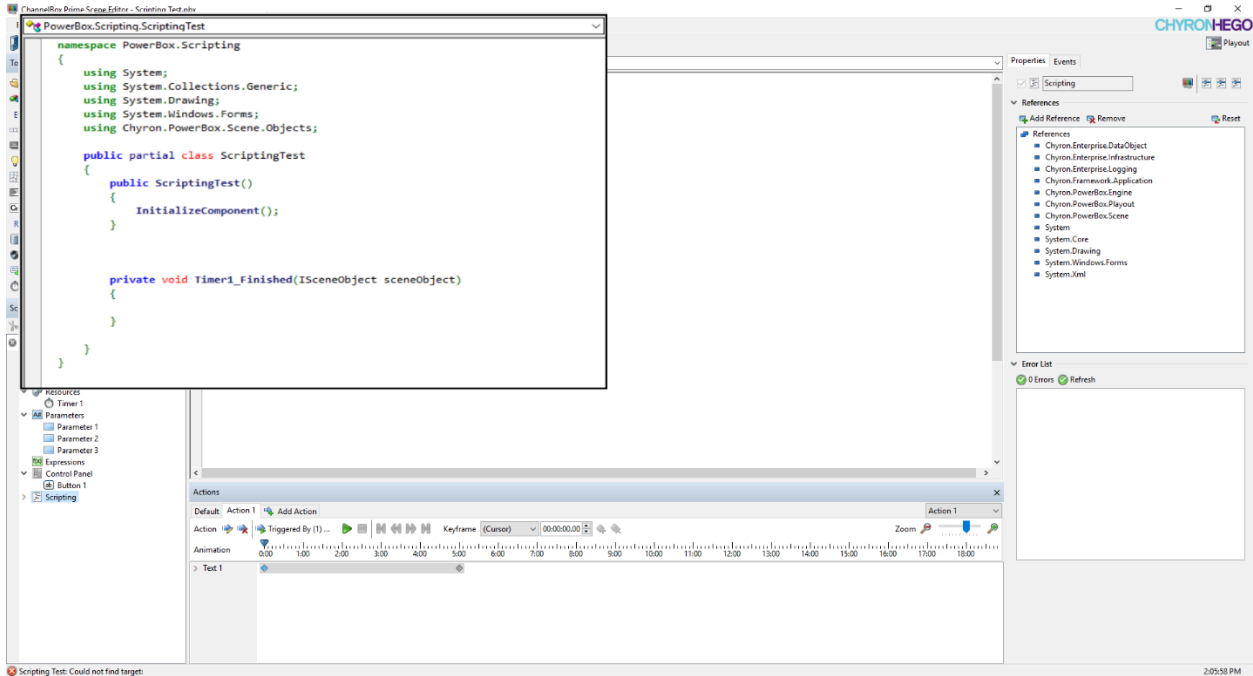 ChannelBox Prime Scene Editor - Scripting Test.pbx
CHYRONHEGO
Playout
PowerBox.Scripting.ScriptingTest
namespace PowerBox.Scripting
{
using System;
using System.Collections.Generic;
using System.Drawing;
using System.Windows.Forms;
using Chyron.PowerBox.Scene.Objects;
public partial class ScriptingTest
{
public ScriptingTest()
{
InitializeComponent();
}
private void Timer1_Finished(ISceneObject sceneObject)
{
}
}
}
Resources
Timer 1
Parameters
Parameter 1
Parameter 2
Parameter 3
Expressions
Control Panel
Button 1
Scripting
Actions
Default Action 1 Add Action Action 1
Action Triggered By (1) ... Keyframe (Cursor) 00:00:00.00 Zoom
Animation 0:00 1:00 2:00 3:00 4:00 5:00 6:00 7:00 8:00 9:00 10:00 11:00 12:00 13:00 14:00 15:00 16:00 17:00 18:00
Text 1
Properties Events
Scripting
References
Add Reference Remove Reset
References
Chyron.Enterprise.DataObject
Chyron.Enterprise.Infrastructure
Chyron.Enterprise.Logging
Chyron.Framework.Application
Chyron.PowerBox.Engine
Chyron.PowerBox.Playout
Chyron.PowerBox.Scene
System
System.Core
System.Drawing
System.Windows.Forms
System.Xml
Error List
0 Errors Refresh
Scripting Test: Could not find target:
2:05:58 PM